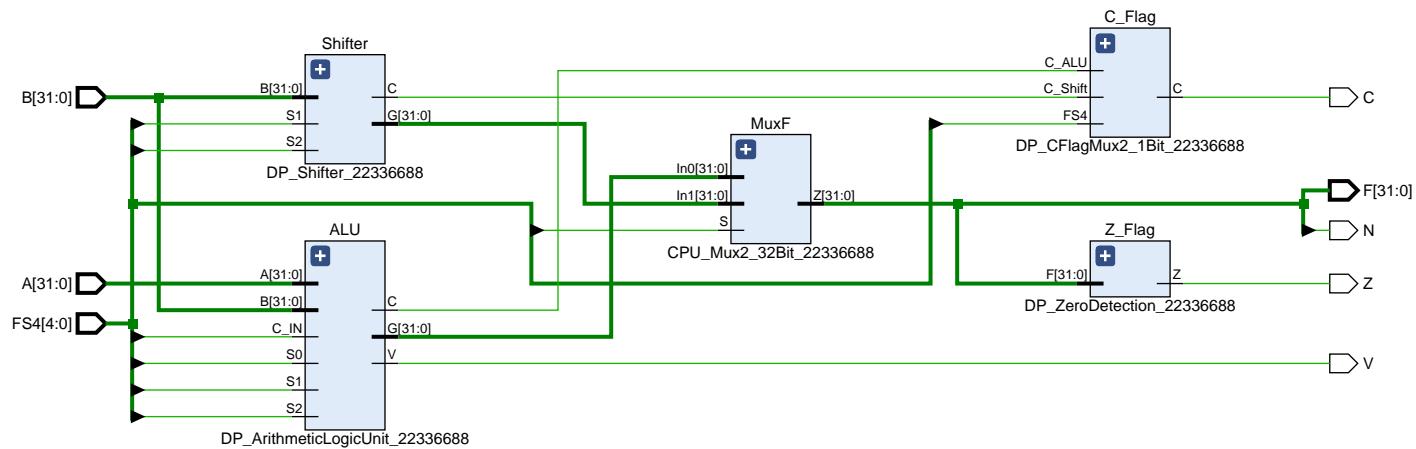 C_Flag
Shifter
C_ALU
B[31:0]
B[31:0]
C
C_Shift
C
C
S1
G[31:0]
FS4
MuxF
S2
DP_CFlagMux2_1Bit_22336688
DP_Shifter_22336688
In0[31:0]
In1[31:0]
Z[31:0]
F[31:0]
S
N
ALU
Z_Flag
CPU_Mux2_32Bit_22336688
A[31:0]
A[31:0]
F[31:0]
Z
Z
B[31:0]
C
DP_ZeroDetection_22336688
FS4[4:0]
C_IN
G[31:0]
S0
V
V
S1
S2
DP_ArithmeticLogicUnit_22336688